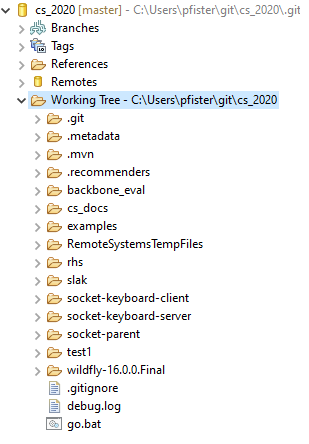 cs_2020 [master] - C:\Users\pfister\git\cs_2020\.git
Branches
Tags
References
Remotes
Working Tree - C:\Users\pfister\git\cs_2020
.git
.metadata
.mvn
.recommenders
backbone_eval
cs_docs
examples
RemoteSystemsTempFiles
rhs
slak
socket-keyboard-client
socket-keyboard-server
socket-parent
test1
wildfly-16.0.0.Final
.gitignore
debug.log
go.bat